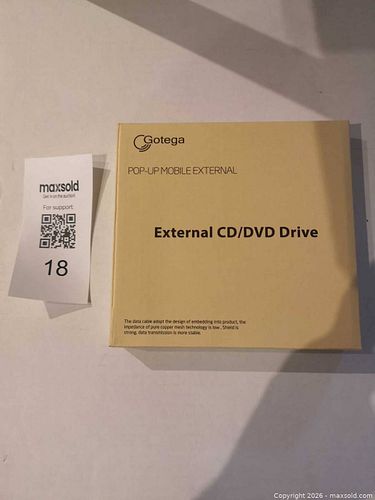 Gotega
POP-UP MOBILE EXTERNAL
External CD/DVD Drive
The data cable adopt the design of embedding into product, the
impedance of pure copper mesh technology is low . Shield is
strong, data transmission is more stable.
maxsold
Get in on the auction
For support:
18
Copyright 2026 - maxsold.com